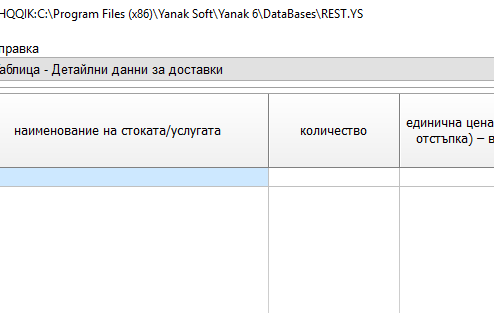 HQQIK:C:\Program Files (x86)\Yanak Soft\Yanak 6\DataBases\REST.YS
правка
аблица - Детайлни данни за доставки
наименование на стоката/услугата
количество
единична цена
отстъпка) – в